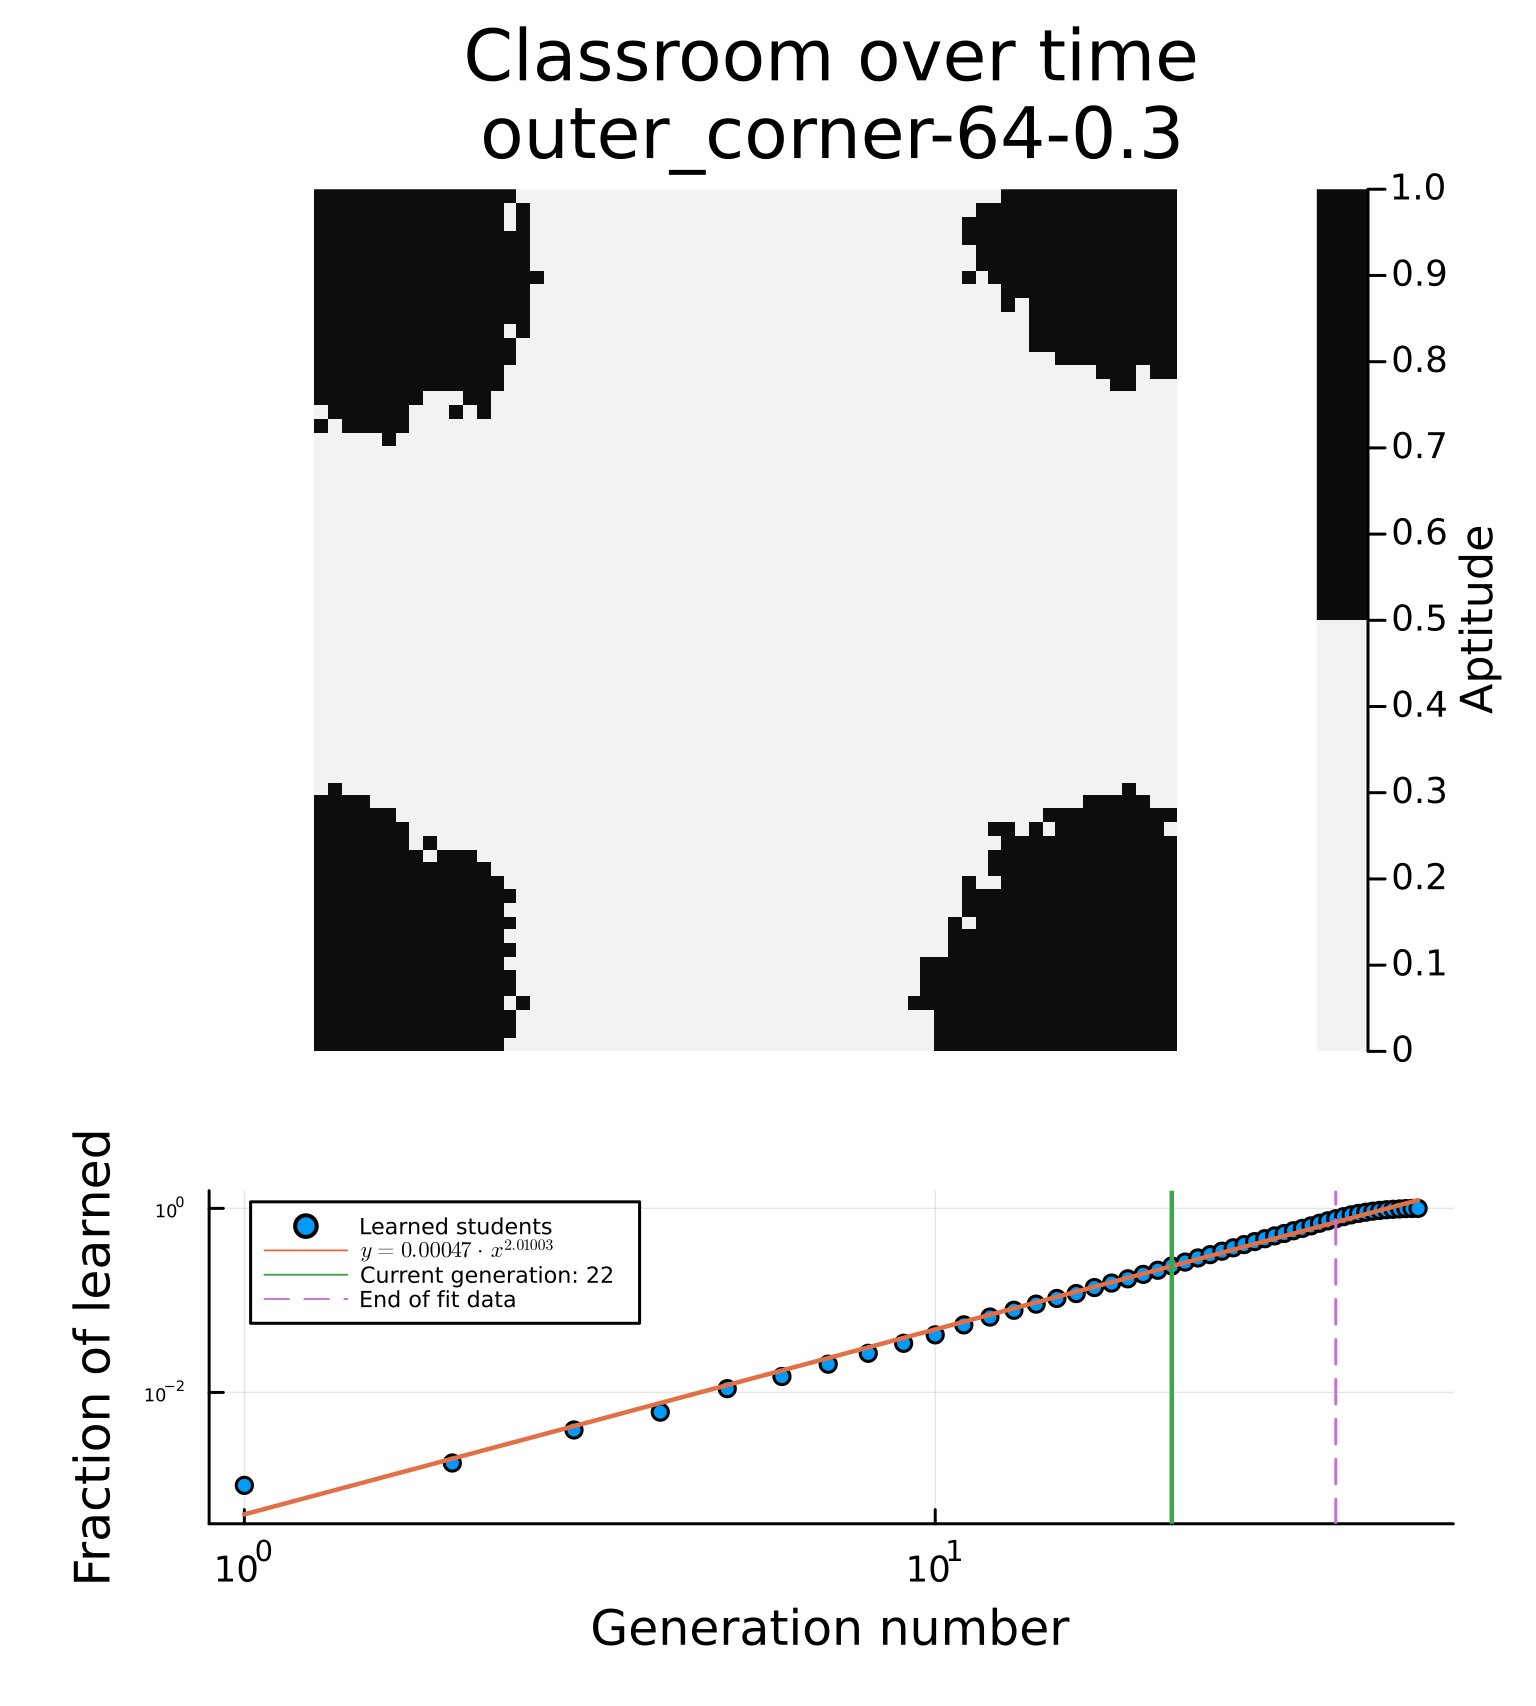 Classroom over time
outer_corner-64-0.3
1.0
0.9
0.8
0.7
0.6
0.5
0.4
0.3
0.2
0.1
0
Aptitude
Fraction of learned
10⁰
10⁻²
Learned students
y = 0.00047 · x^2.01003
Current generation: 22
End of fit data
10⁰
10¹
Generation number